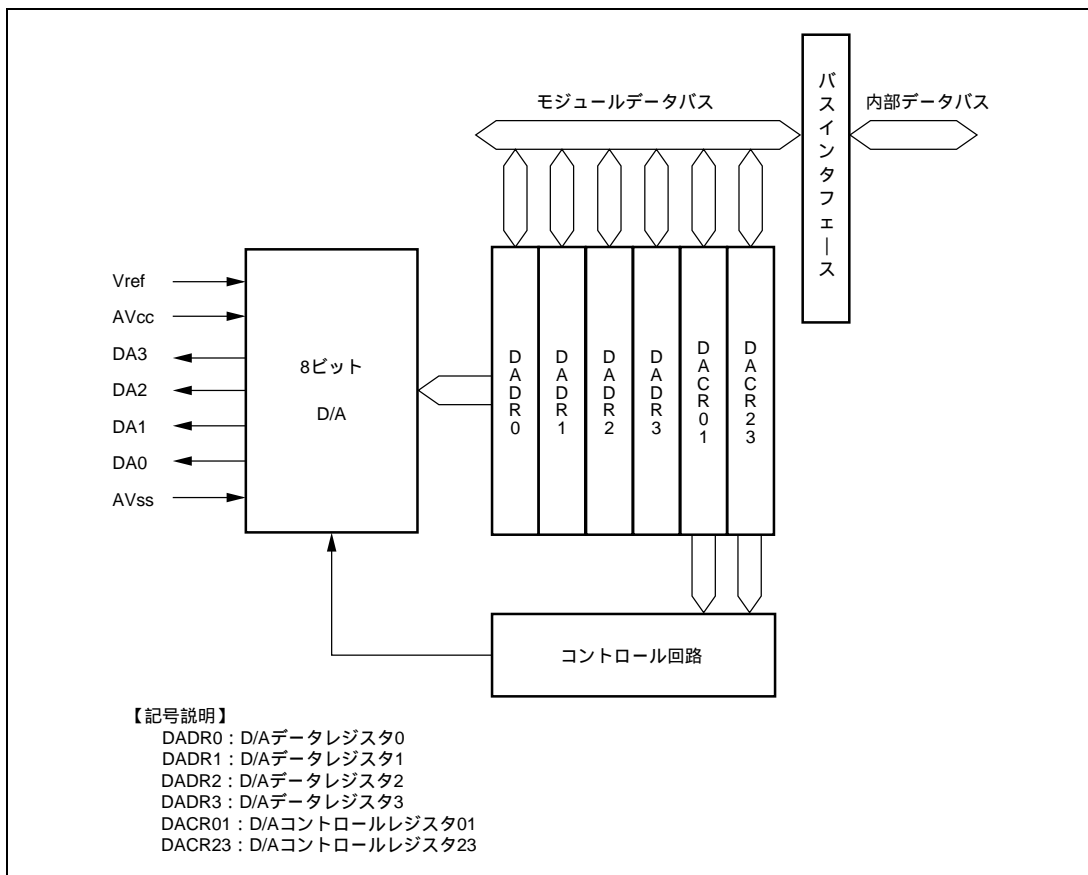 モジュールデータバス
バスインタフェース
内部データバス
Vref
AVcc
DA3
DA2
DA1
DA0
AVss
8ビット
D/A
DADR0
DADR1
DADR2
DADR3
DACR01
DACR23
コントロール回路
【記号説明】
DADR0：D/Aデータレジスタ0
DADR1：D/Aデータレジスタ1
DADR2：D/Aデータレジスタ2
DADR3：D/Aデータレジスタ3
DACR01：D/Aコントロールレジスタ01
DACR23：D/Aコントロールレジスタ23